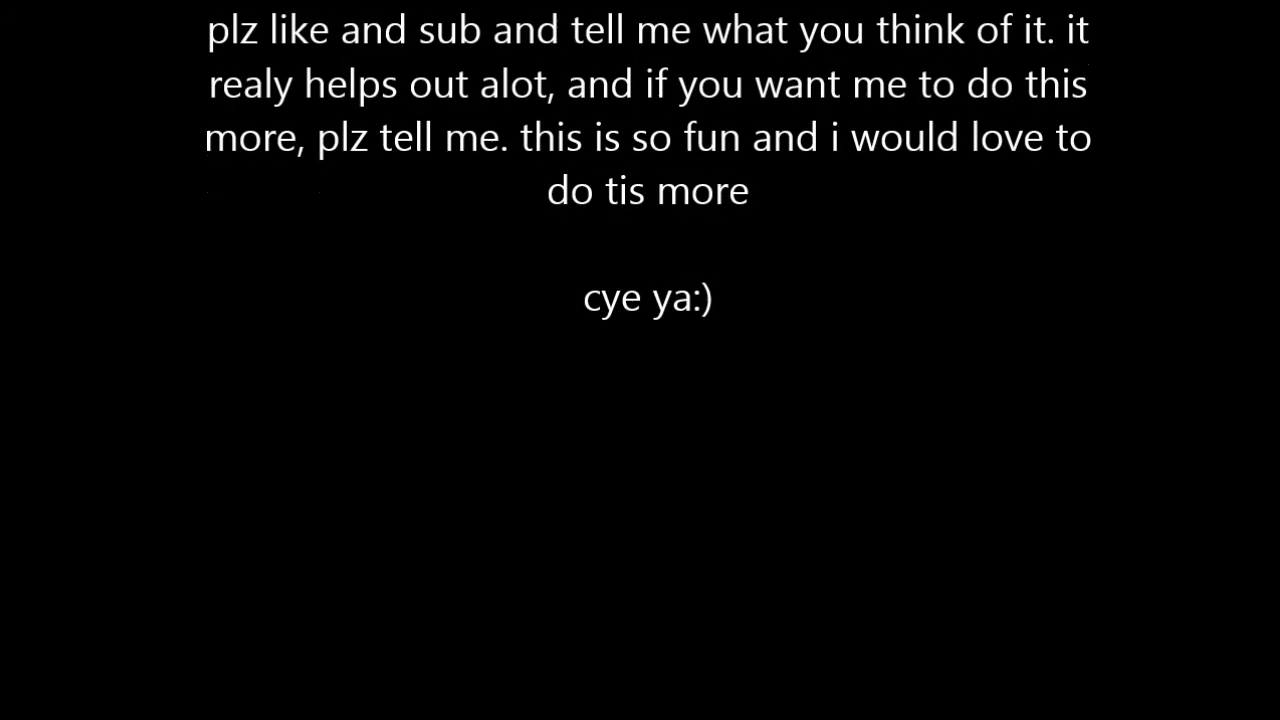 plz like and sub and tell me what you think of it. it
realy helps out alot, and if you want me to do this
more, plz tell me. this is so fun and i would love to
do tis more
cye ya:)